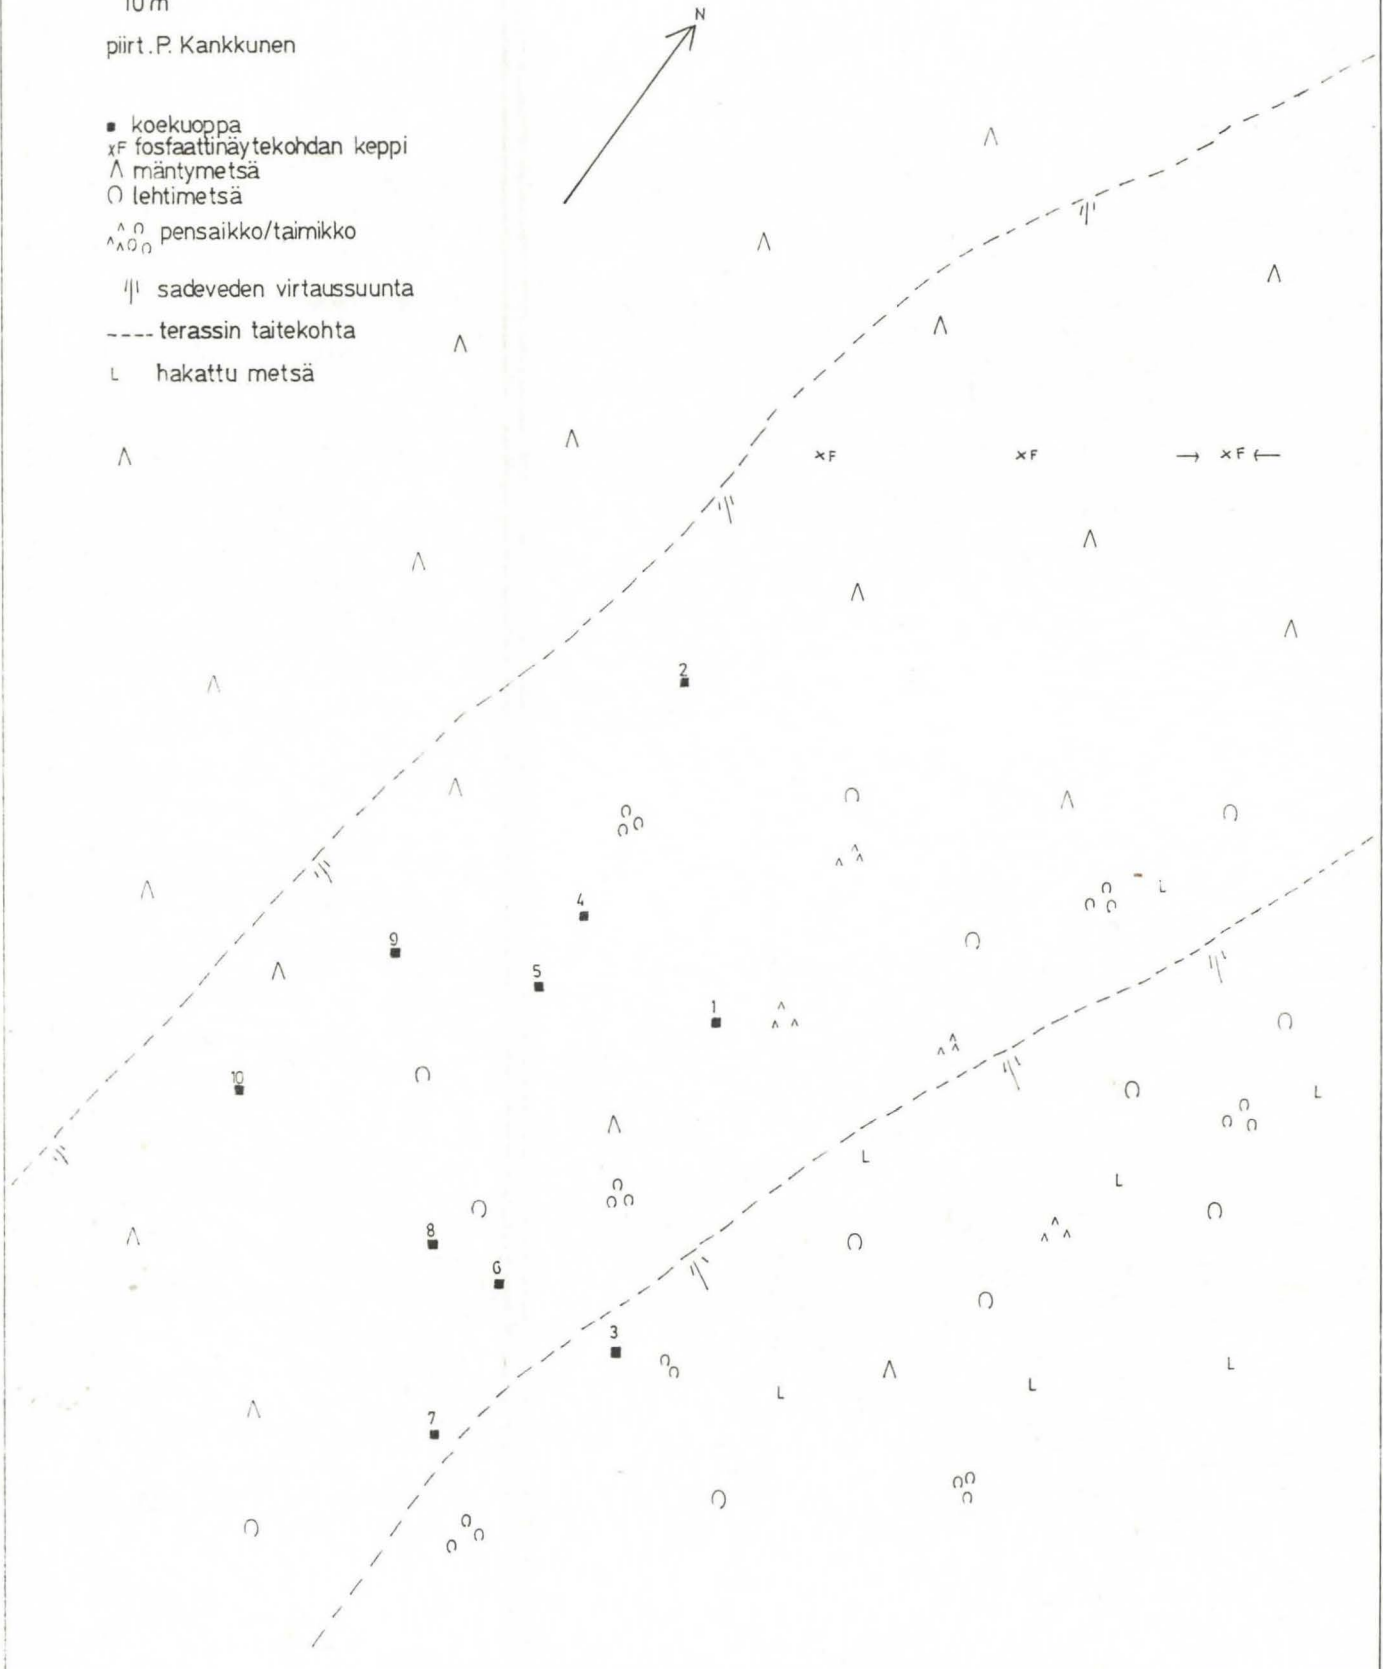 10 m
piirt. P. Kankkunen
N
koekuoppa
xF fosfaattinäytekohdan keppi
mäntymetsä
lehtimetsä
pensaikko/taimikko
sadeveden virtaussuunta
terassin taitekohta
L hakattu metsä
xF xF xF
2
L
4
9
5
1
10
L
L
L
8
6
3
L
L
L
7